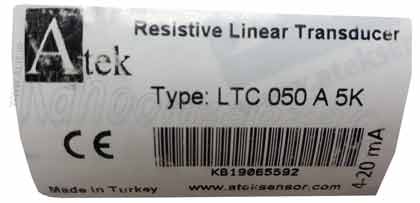 Atek
Resistive Linear Transducer
Type: LTC 050 A 5K
CE
KB19065592
4-20 mA
Made in Turkey
www.ateksensor.com